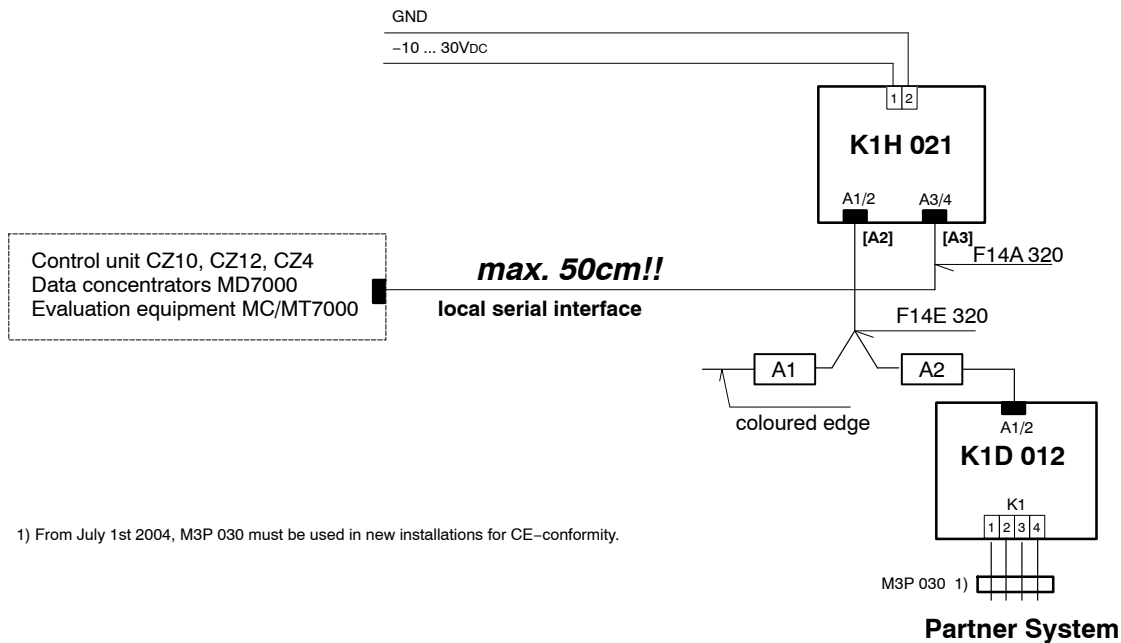 GND
−10 ... 30VDC
1 2
K1H 021
A1/2 A3/4
[A2] [A3]
F14A 320
Control unit CZ10, CZ12, CZ4
Data concentrators MD7000
Evaluation equipment MC/MT7000
max. 50cm!!
local serial interface
F14E 320
A1 A2
coloured edge
A1/2
K1D 012
K1
1 2 3 4
1) From July 1st 2004, M3P 030 must be used in new installations for CE−conformity.
M3P 030 1)
Partner System